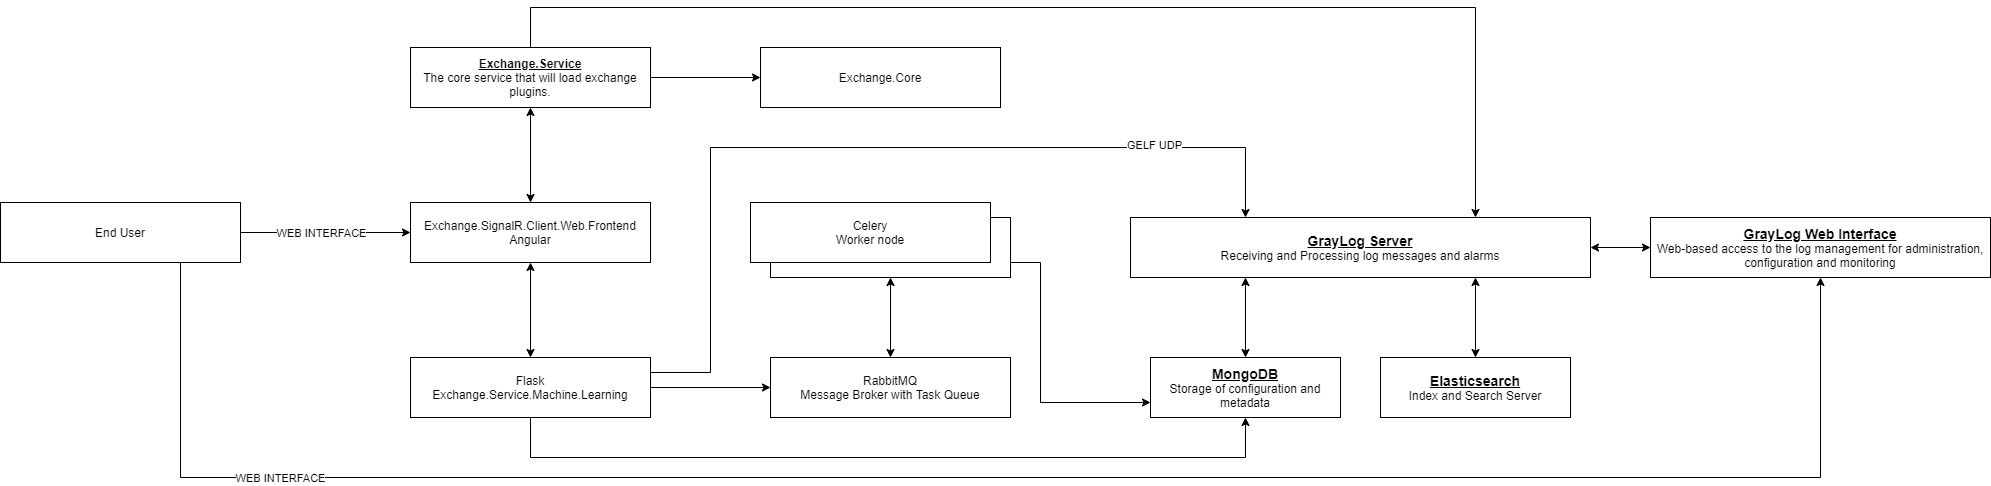 Exchange.Service
The core service that will load exchange
plugins.
Exchange.Core
GELF UDP
End User
WEB INTERFACE
Exchange.SignalR.Client.Web.Frontend
Angular
Celery
Worker node
GrayLog Server
Receiving and Processing log messages and alarms
GrayLog Web Interface
Web-based access to the log management for administration,
configuration and monitoring
Flask
Exchange.Service.Machine.Learning
RabbitMQ
Message Broker with Task Queue
MongoDB
Storage of configuration and
metadata
Elasticsearch
Index and Search Server
WEB INTERFACE